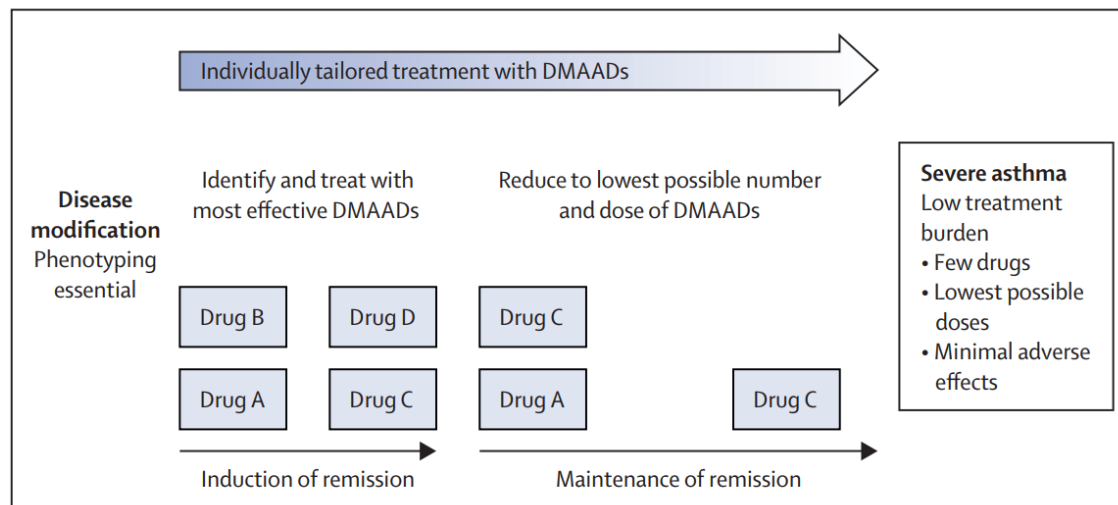 Individually tailored treatment with DMAADs
Disease
modification
Phenotyping
essential
Identify and treat with
most effective DMAADs
Reduce to lowest possible number
and dose of DMAADs
Drug B
Drug D
Drug C
Drug A
Drug C
Drug A
Drug C
Induction of remission
Maintenance of remission
Severe asthma
Low treatment
burden
• Few drugs
• Lowest possible
doses
• Minimal adverse
effects